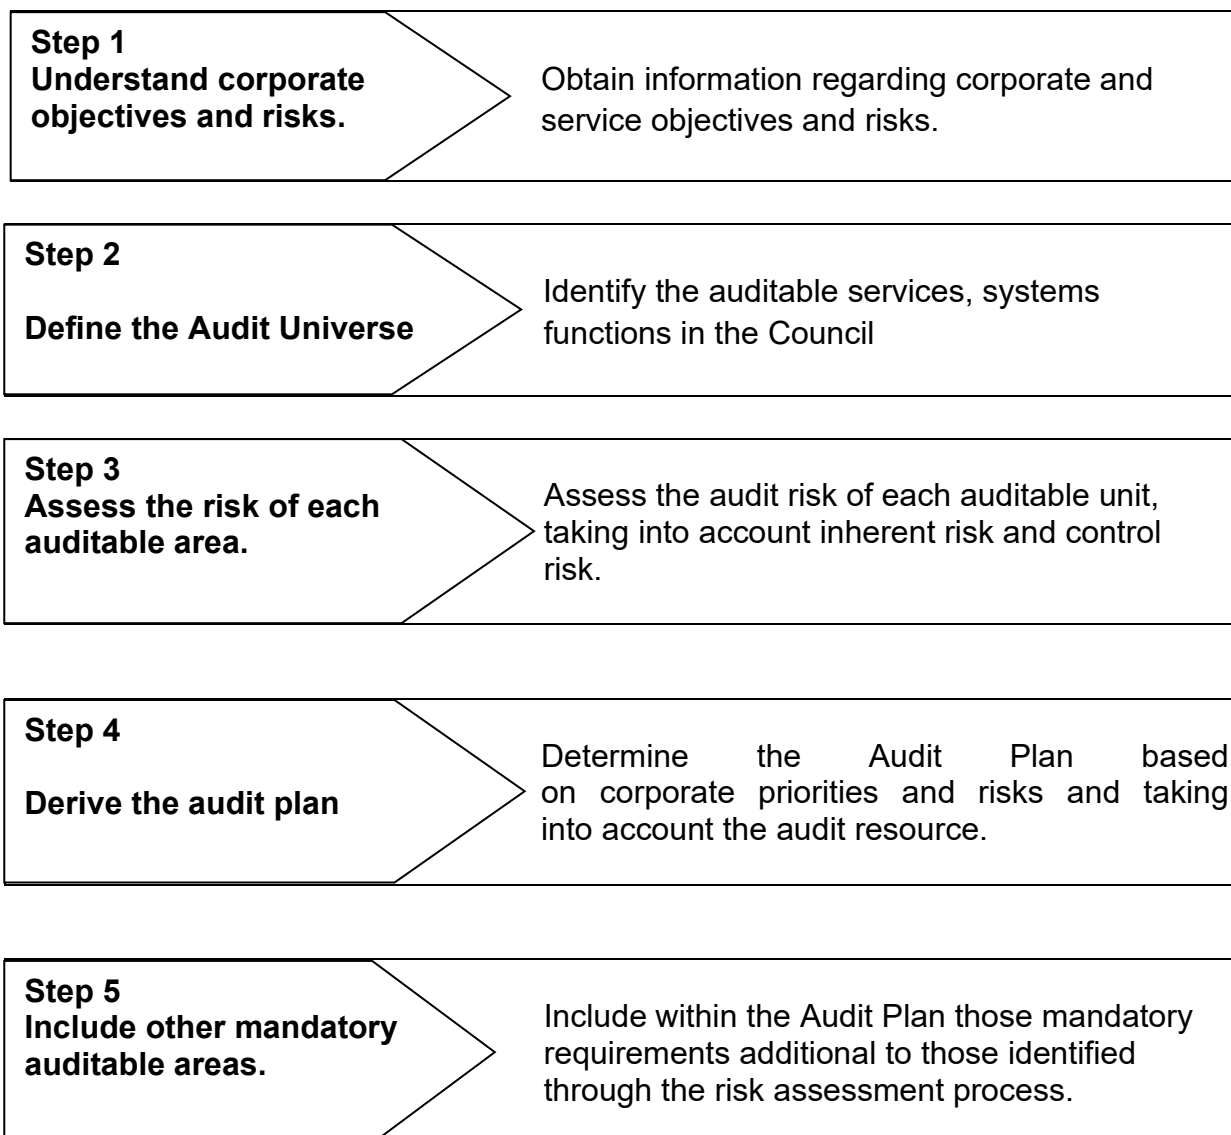 Step 1
Understand corporate
objectives and risks.
Obtain information regarding corporate and
service objectives and risks.
Step 2
Define the Audit Universe
Identify the auditable services, systems
functions in the Council
Step 3
Assess the risk of each
auditable area.
Assess the audit risk of each auditable unit,
taking into account inherent risk and control
risk.
Step 4
Derive the audit plan
Determine the Audit Plan based
on corporate priorities and risks and taking
into account the audit resource.
Step 5
Include other mandatory
auditable areas.
Include within the Audit Plan those mandatory
requirements additional to those identified
through the risk assessment process.